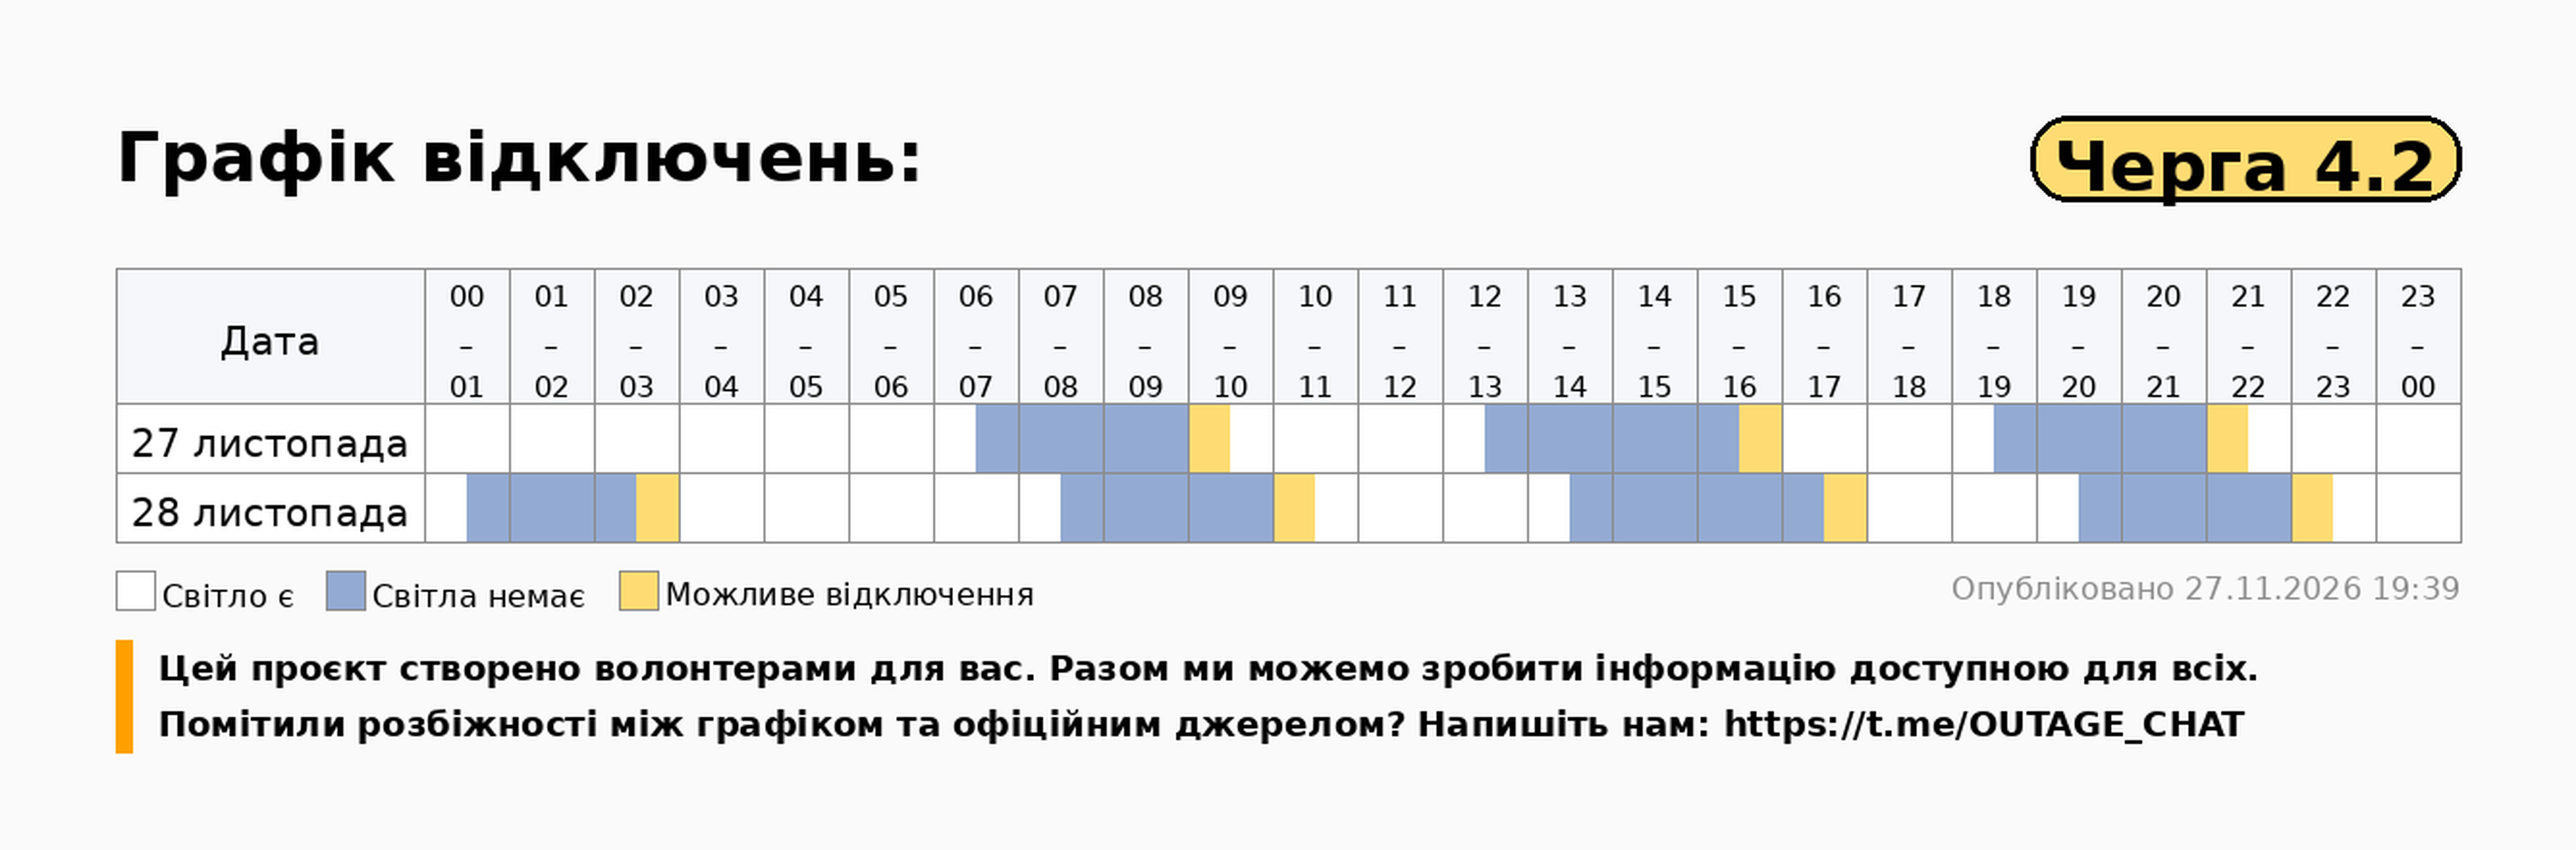 Графік відключень:
Черга 4.2
Дата
00 – 01
01 – 02
02 – 03
03 – 04
04 – 05
05 – 06
06 – 07
07 – 08
08 – 09
09 – 10
10 – 11
11 – 12
12 – 13
13 – 14
14 – 15
15 – 16
16 – 17
17 – 18
18 – 19
19 – 20
20 – 21
21 – 22
22 – 23
23 – 00
27 листопада
28 листопада
Світло є
Світла немає
Можливе відключення
Опубліковано 27.11.2026 19:39
Цей проєкт створено волонтерами для вас. Разом ми можемо зробити інформацію доступною для всіх.
Помітили розбіжності між графіком та офіційним джерелом? Напишіть нам: https://t.me/OUTAGE_CHAT